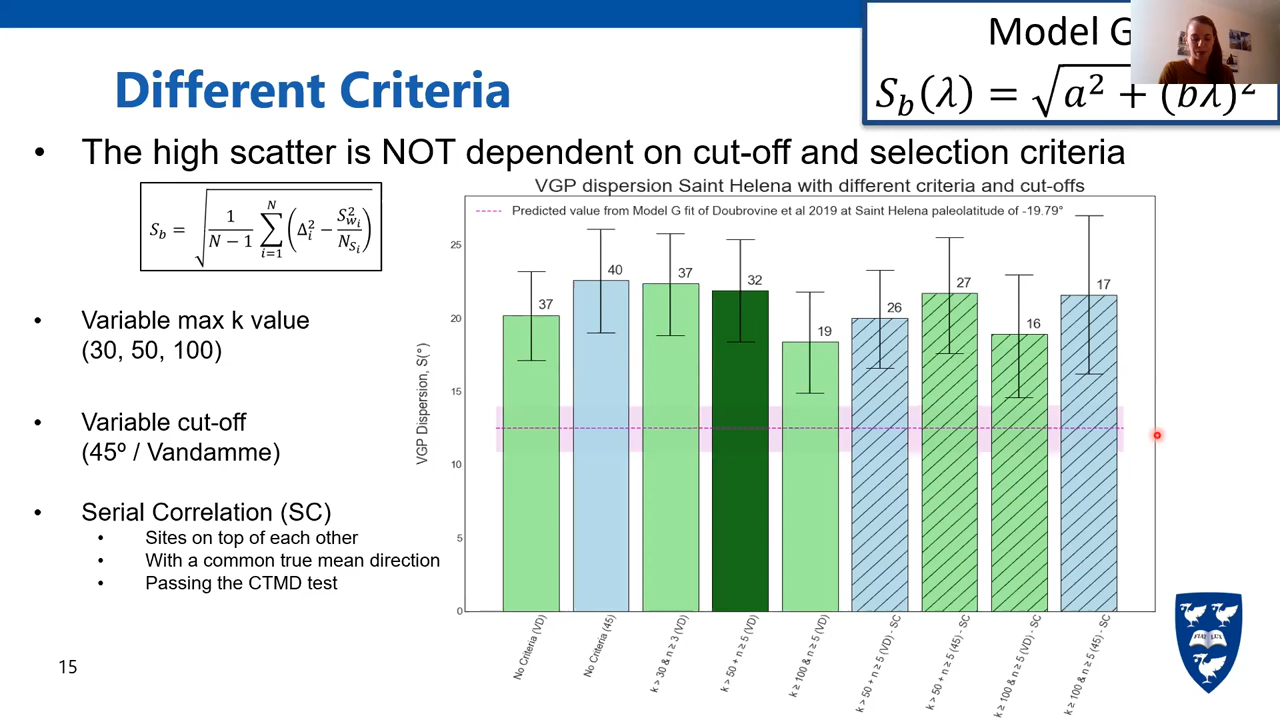 Model G
S_b(λ) = √a² + (bλ)²
Different Criteria
• The high scatter is NOT dependent on cut-off and selection criteria
S_b = √ 1/(N − 1) ∑_{i=1}^{N} (Δ_i² − S_{w_i}²/N_{S_i})
• Variable max k value
(30, 50, 100)
• Variable cut-off
(45º / Vandamme)
• Serial Correlation (SC)
• Sites on top of each other
• With a common true mean direction
• Passing the CTMD test
VGP dispersion Saint Helena with different criteria and cut-offs
Predicted value from Model G fit of Doubrovine et al 2019 at Saint Helena paleolatitude of -19.79°
VGP Dispersion, S(°)
25
20
15
10
5
0
37
40
37
32
19
26
27
16
17
No Criteria (VD)
No Criteria (45)
k > 30 & n ≥ 3 (VD)
k > 50 + n ≥ 5 (VD)
k ≥ 100 & n ≥ 5 (VD)
k > 50 + n ≥ 5 (VD) - SC
k > 50 + n ≥ 5 (45) - SC
k ≥ 100 & n ≥ 5 (VD) - SC
k ≥ 100 & n ≥ 5 (45) - SC
FIAT LUX
15